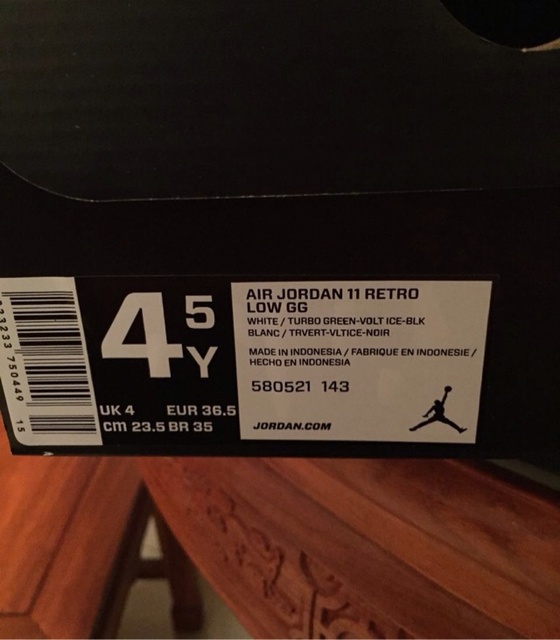 4 5
Y
UK 4 EUR 36.5
cm 23.5 BR 35
AIR JORDAN 11 RETRO
LOW GG
WHITE / TURBO GREEN-VOLT ICE-BLK
BLANC / TRVERT-VLTICE-NOIR
MADE IN INDONESIA / FABRIQUE EN INDONESIE /
HECHO EN INDONESIA
580521 143
JORDAN.COM
750449 15